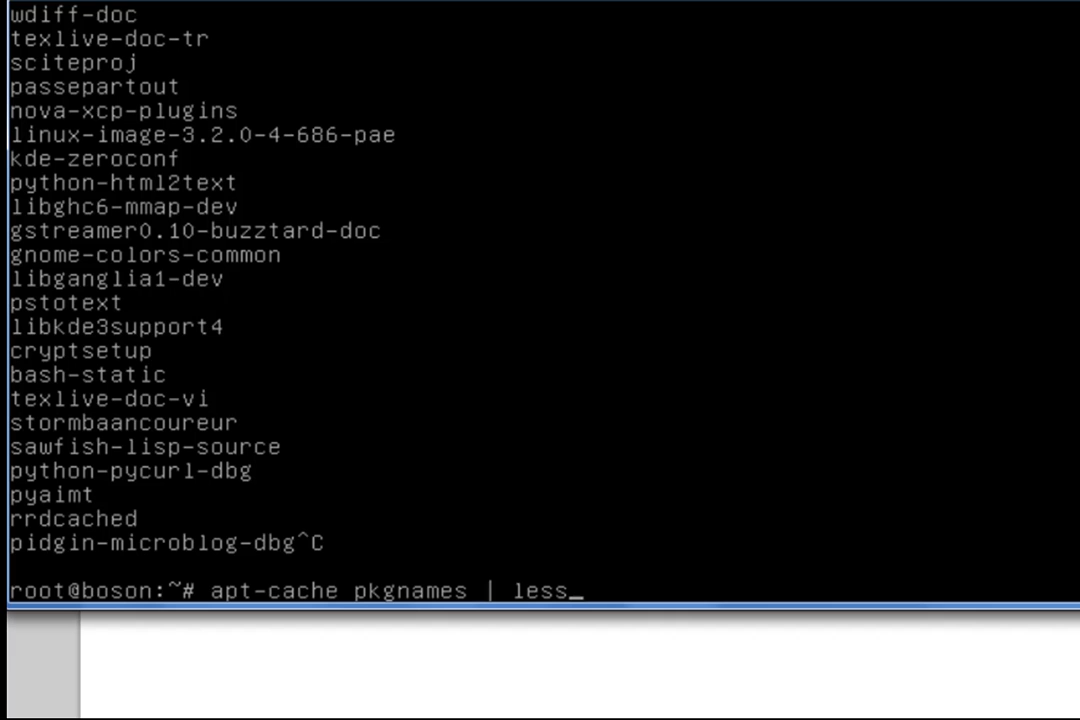 wdiff-doc
texlive-doc-tr
sciteproj
passepartout
nova-xcp-plugins
linux-image-3.2.0-4-686-pae
kde-zeroconf
python-html2text
libghc6-mmap-dev
gstreamer0.10-buzztard-doc
gnome-colors-common
libganglia1-dev
pstotext
libkde3support4
cryptsetup
bash-static
texlive-doc-vi
stormbaancoureur
sawfish-lisp-source
python-pycurl-dbg
pyaimt
rrdcached
pidgin-microblog-dbg^C
root@boson:~# apt-cache pkgnames | less_